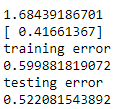 1.68439186701
[ 0.41661367]
training error
0.599881819072
testing error
0.522081543892